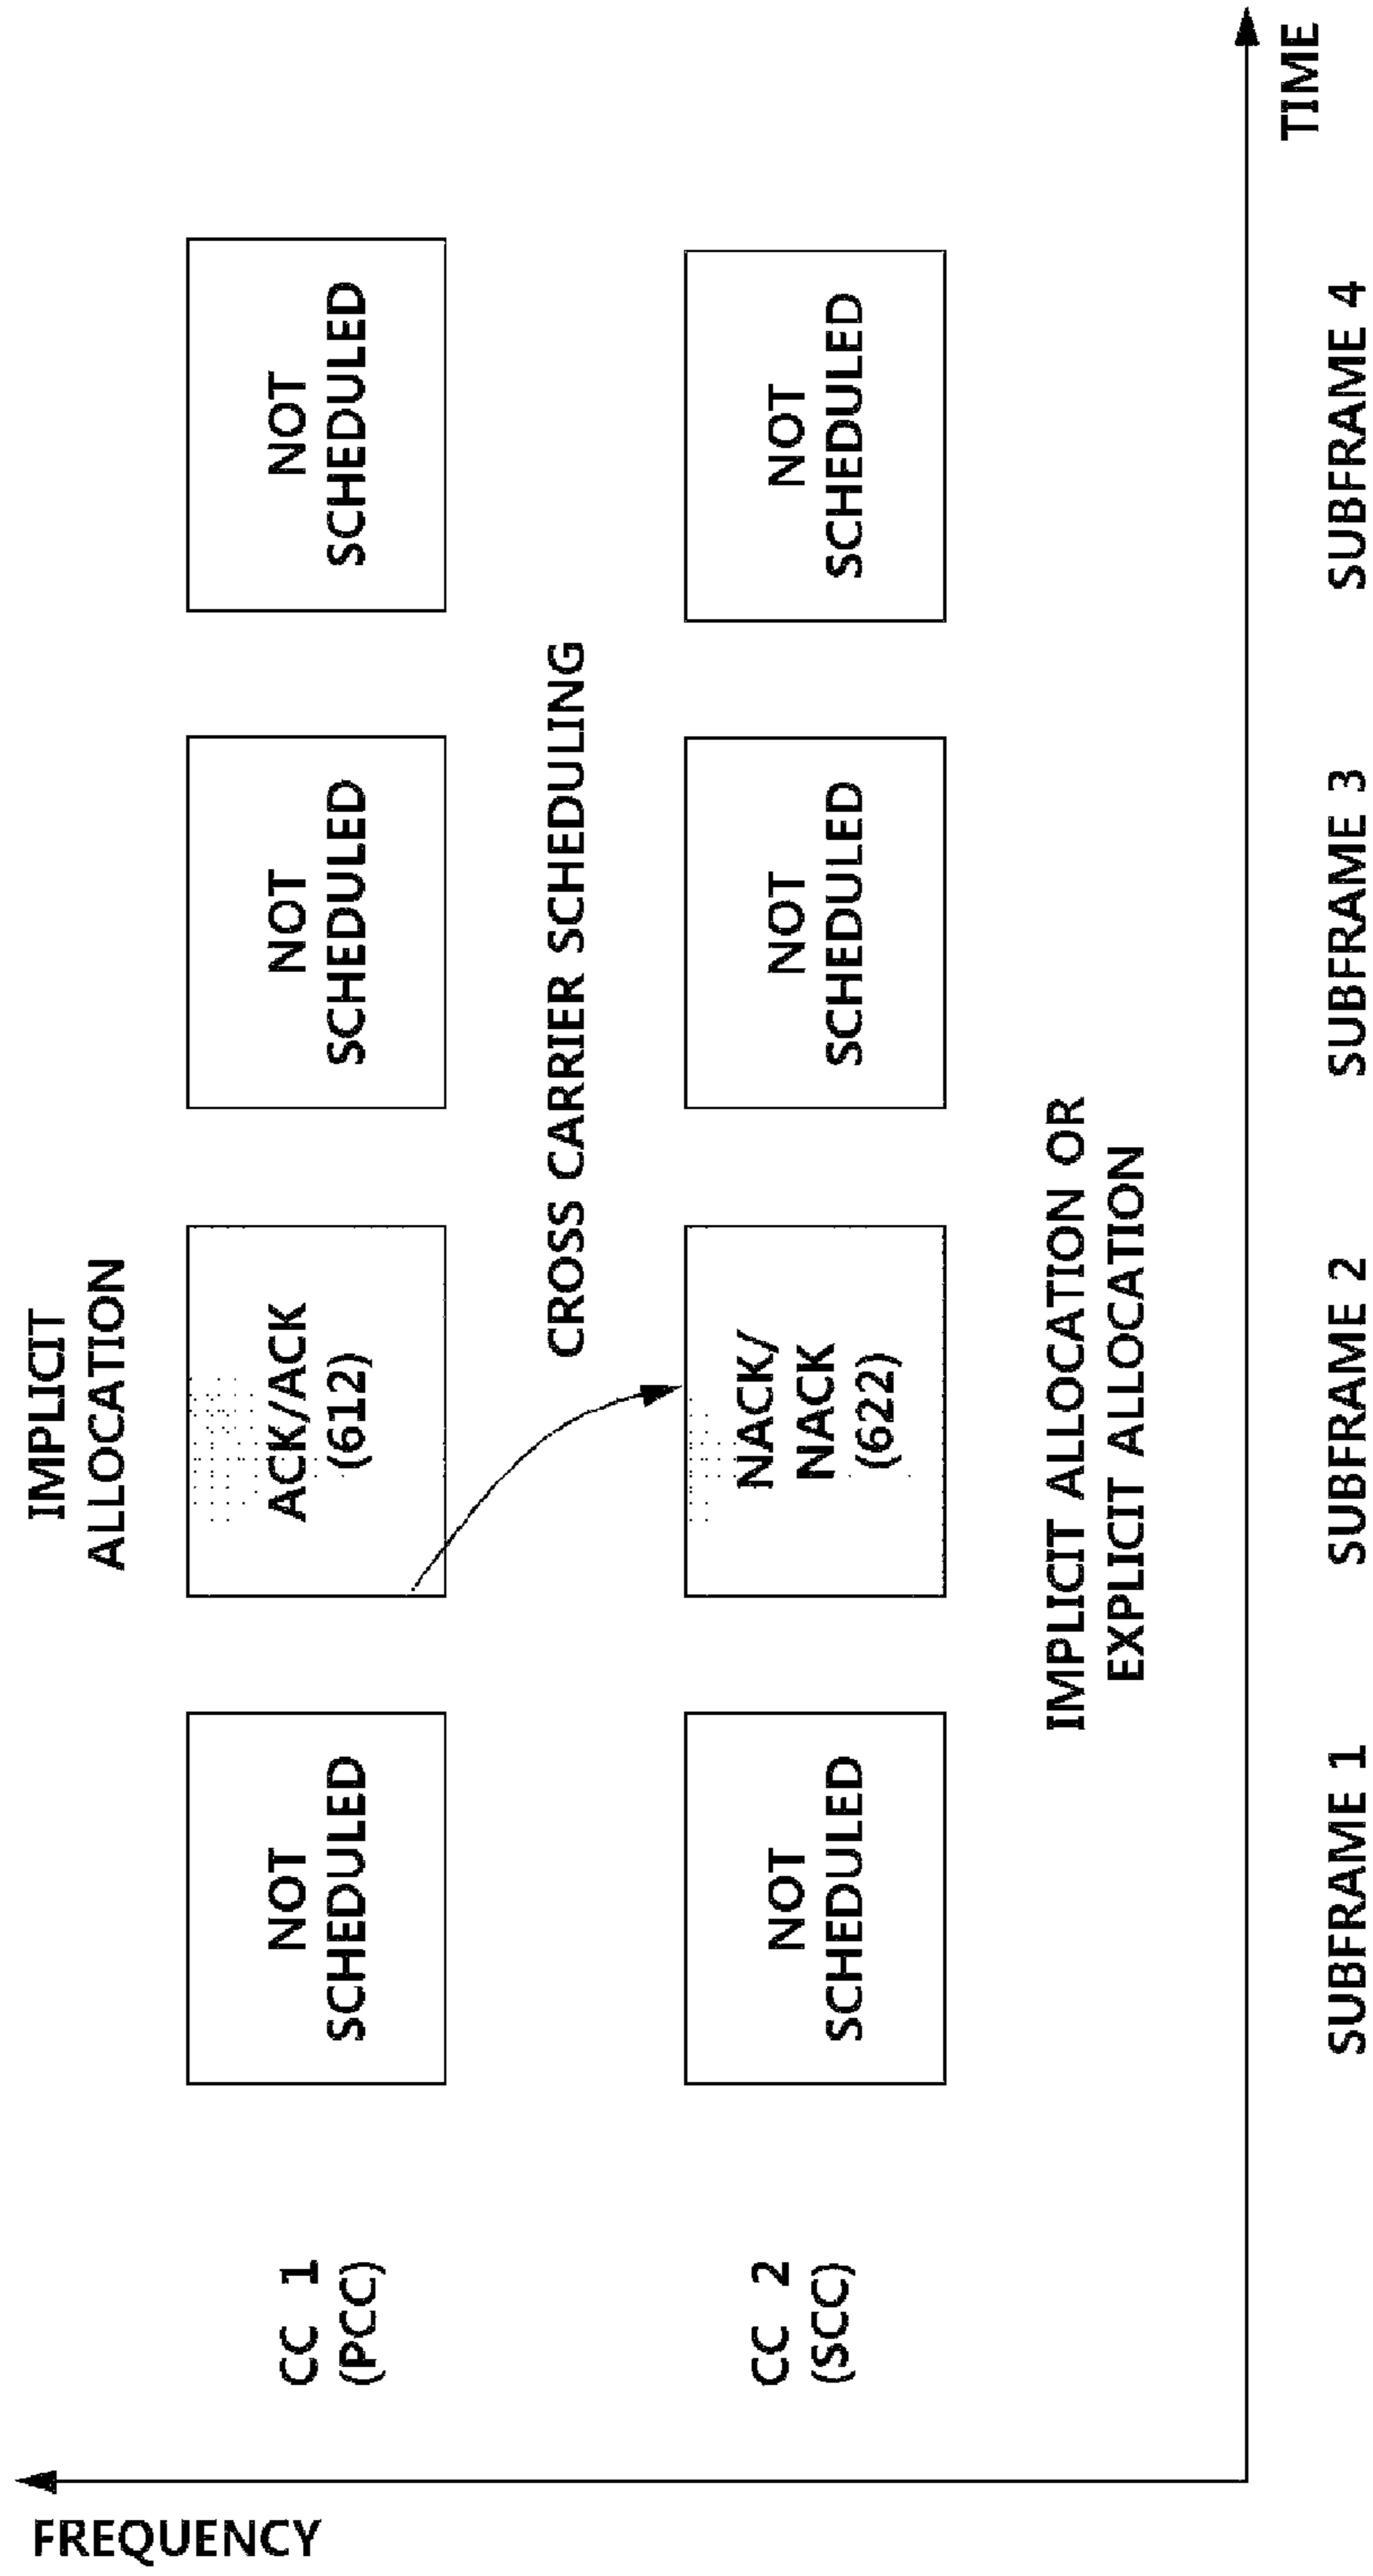 FREQUENCY
IMPLICIT
ALLOCATION
CC 1
(PCC)
NOT
SCHEDULED
ACK/ACK
(612)
NOT
SCHEDULED
NOT
SCHEDULED
CROSS CARRIER SCHEDULING
CC 2
(SCC)
NOT
SCHEDULED
NACK/
NACK
(622)
NOT
SCHEDULED
NOT
SCHEDULED
IMPLICIT ALLOCATION OR
EXPLICIT ALLOCATION
TIME
SUBFRAME 1
SUBFRAME 2
SUBFRAME 3
SUBFRAME 4